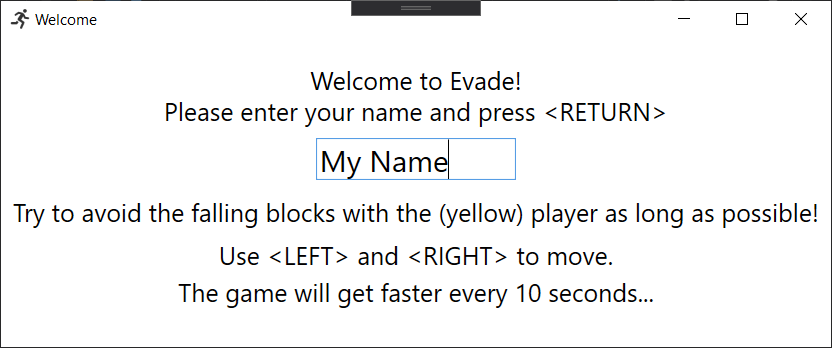 Welcome
Welcome to Evade!
Please enter your name and press <RETURN>
My Name
Try to avoid the falling blocks with the (yellow) player as long as possible!
Use <LEFT> and <RIGHT> to move.
The game will get faster every 10 seconds...